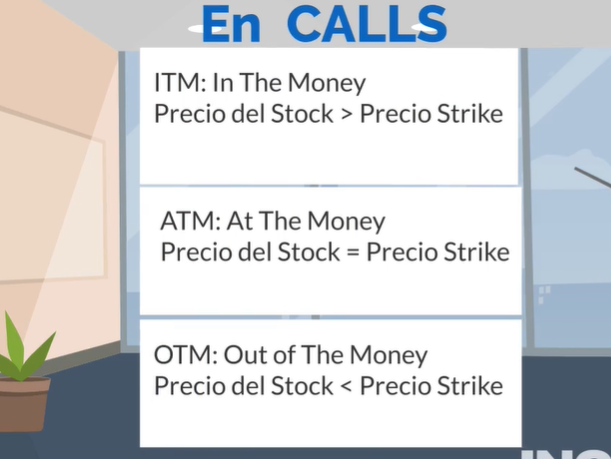 En CALLS
ITM: In The Money
Precio del Stock > Precio Strike
ATM: At The Money
Precio del Stock = Precio Strike
OTM: Out of The Money
Precio del Stock < Precio Strike